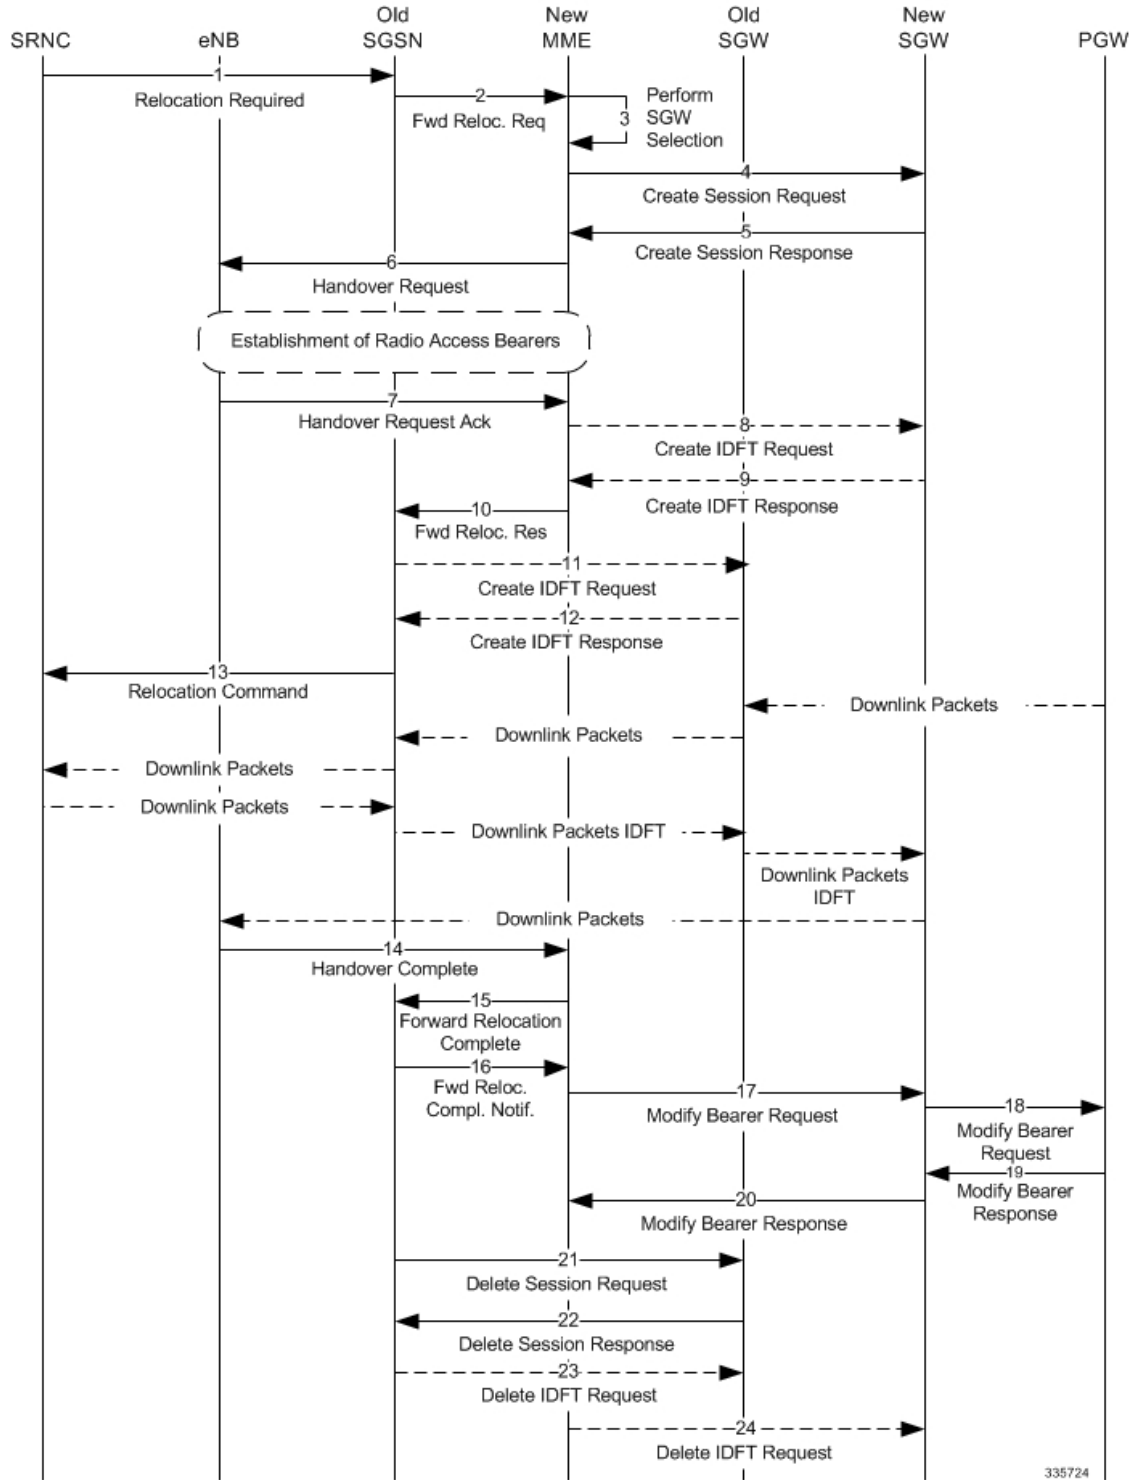 Old New Old New
SRNC eNB SGSN MME SGW SGW PGW
1
Relocation Required
2
Fwd Reloc. Req
Perform
3 SGW
Selection
4
Create Session Request
5
Create Session Response
6
Handover Request
Establishment of Radio Access Bearers
7
Handover Request Ack
8
Create IDFT Request
9
Create IDFT Response
10
Fwd Reloc. Res
11
Create IDFT Request
12
Create IDFT Response
13
Relocation Command
Downlink Packets
Downlink Packets
Downlink Packets
Downlink Packets
Downlink Packets IDFT
Downlink Packets
IDFT
Downlink Packets
14
Handover Complete
15
Forward Relocation
Complete
16
Fwd Reloc.
Compl. Notif.
17
Modify Bearer Request
18
Modify Bearer
Request
19
Modify Bearer
Response
20
Modify Bearer Response
21
Delete Session Request
22
Delete Session Response
23
Delete IDFT Request
24
Delete IDFT Request
335724